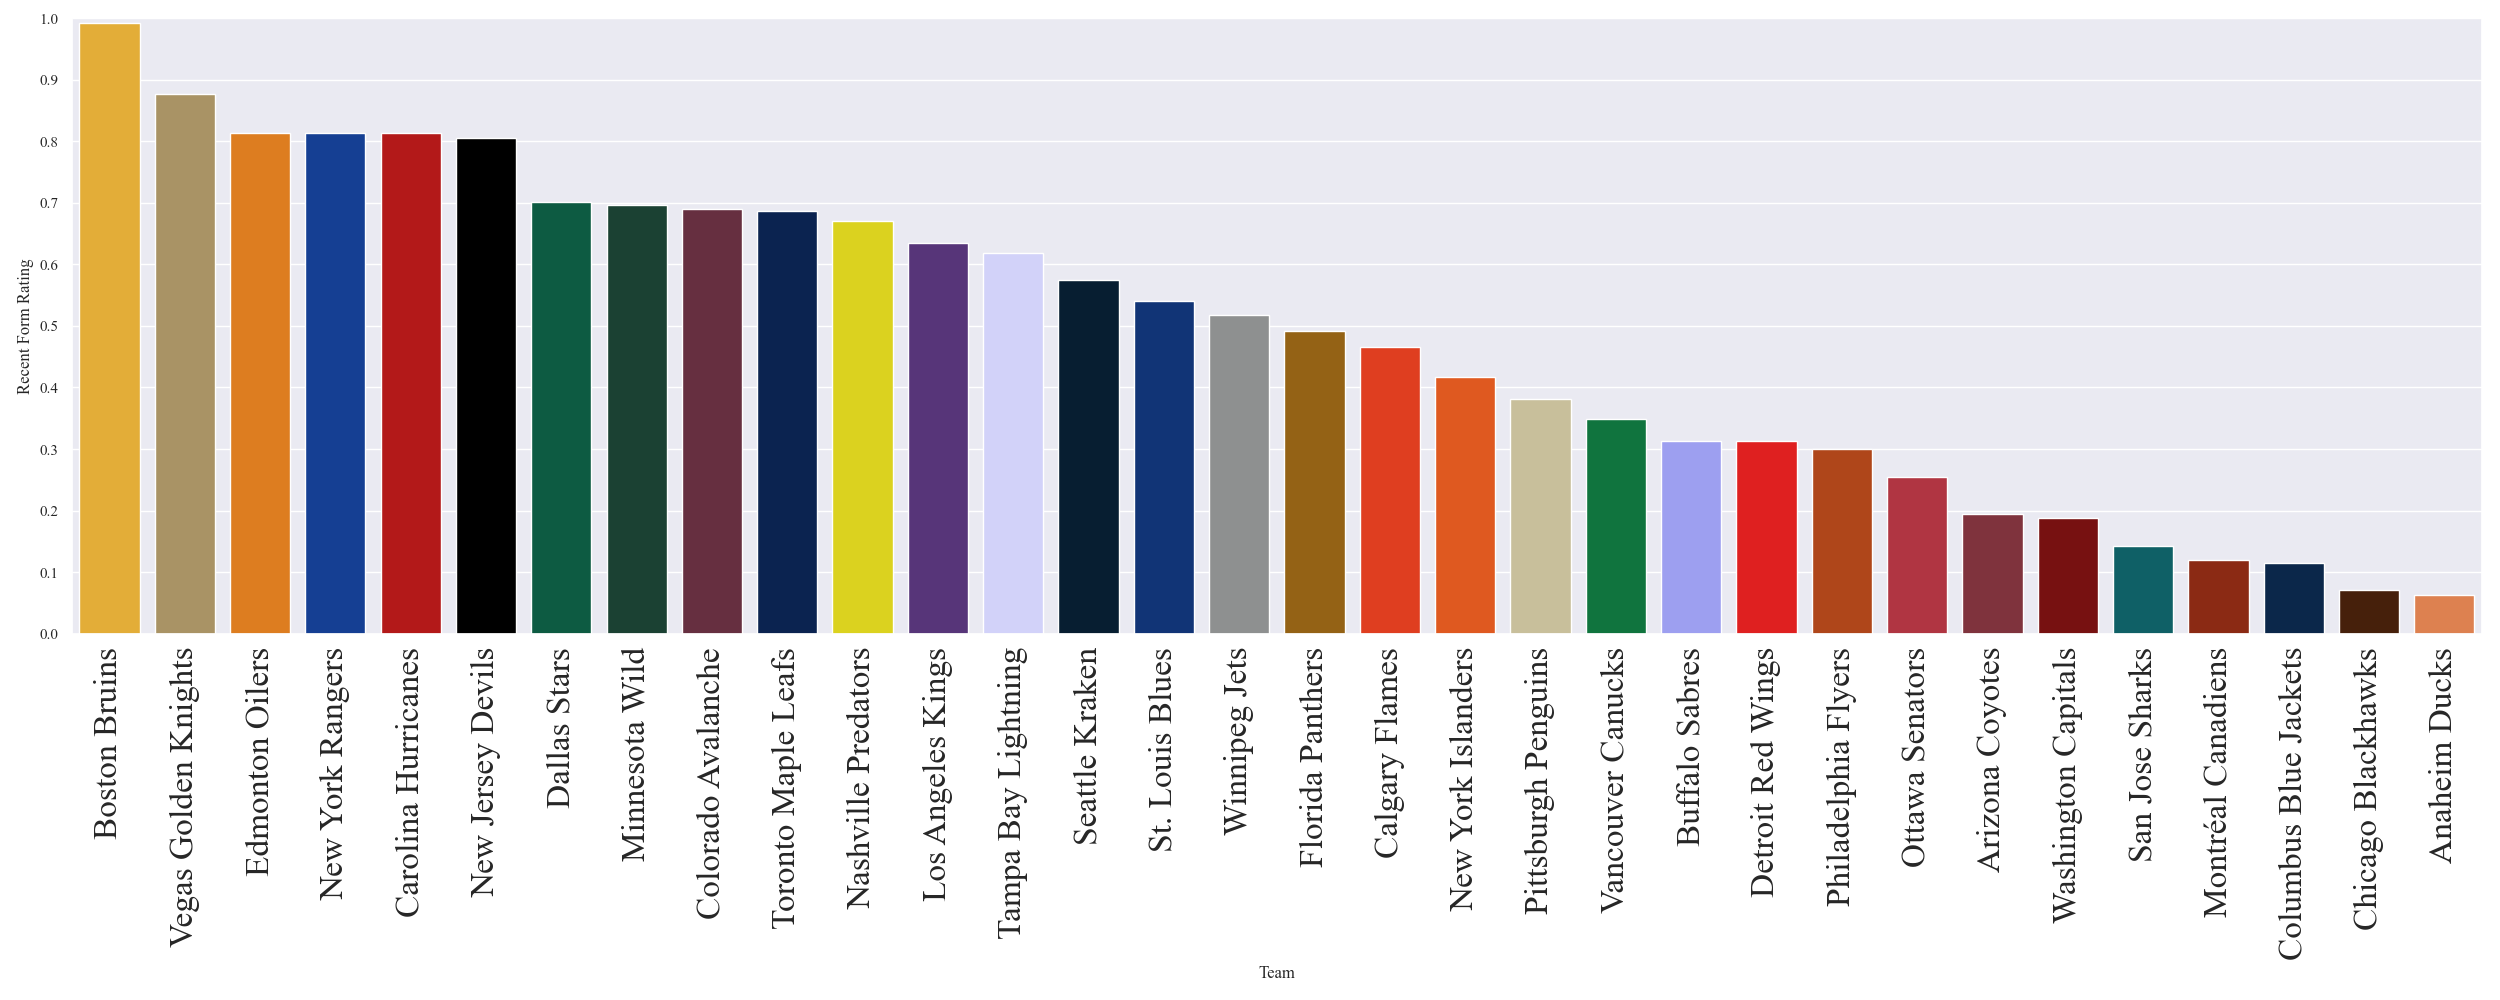 1.0
0.9
0.8
0.7
0.6
0.5
0.4
0.3
0.2
0.1
0.0
Recent Form Rating
Boston Bruins
Vegas Golden Knights
Edmonton Oilers
New York Rangers
Carolina Hurricanes
New Jersey Devils
Dallas Stars
Minnesota Wild
Colorado Avalanche
Toronto Maple Leafs
Nashville Predators
Los Angeles Kings
Tampa Bay Lightning
Seattle Kraken
St. Louis Blues
Winnipeg Jets
Florida Panthers
Calgary Flames
New York Islanders
Pittsburgh Penguins
Vancouver Canucks
Buffalo Sabres
Detroit Red Wings
Philadelphia Flyers
Ottawa Senators
Arizona Coyotes
Washington Capitals
San Jose Sharks
Montréal Canadiens
Columbus Blue Jackets
Chicago Blackhawks
Anaheim Ducks
Team